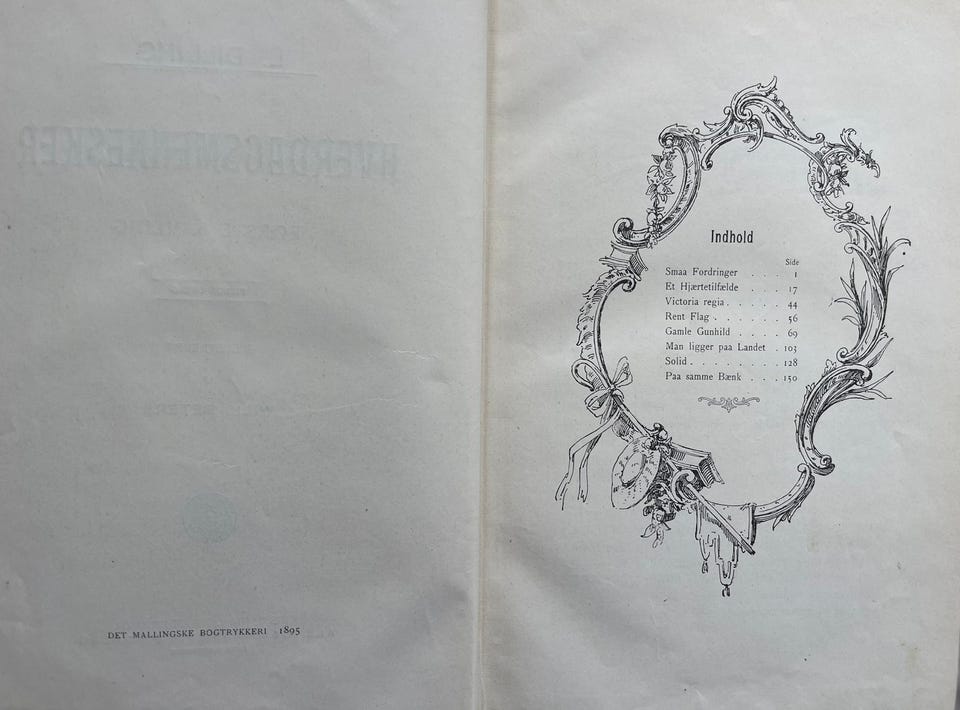 DET MALLINGSKE BOGTRYKKERI 1895
Indhold
Side
Smaa Fordringer . . . 1
Et Hjærtetilfælde . . . 17
Victoria regia . . . . . . 44
Rent Flag . . . . . . . 56
Gamle Gunhild . . . . 69
Man ligger paa Landet . 103
Solid . . . . . . . . 128
Paa samme Bænk . . . 150